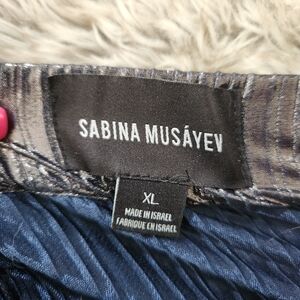 SABINA MUSÁYEV
XL
MADE IN ISRAEL
FABRIQUE EN ISRAEL